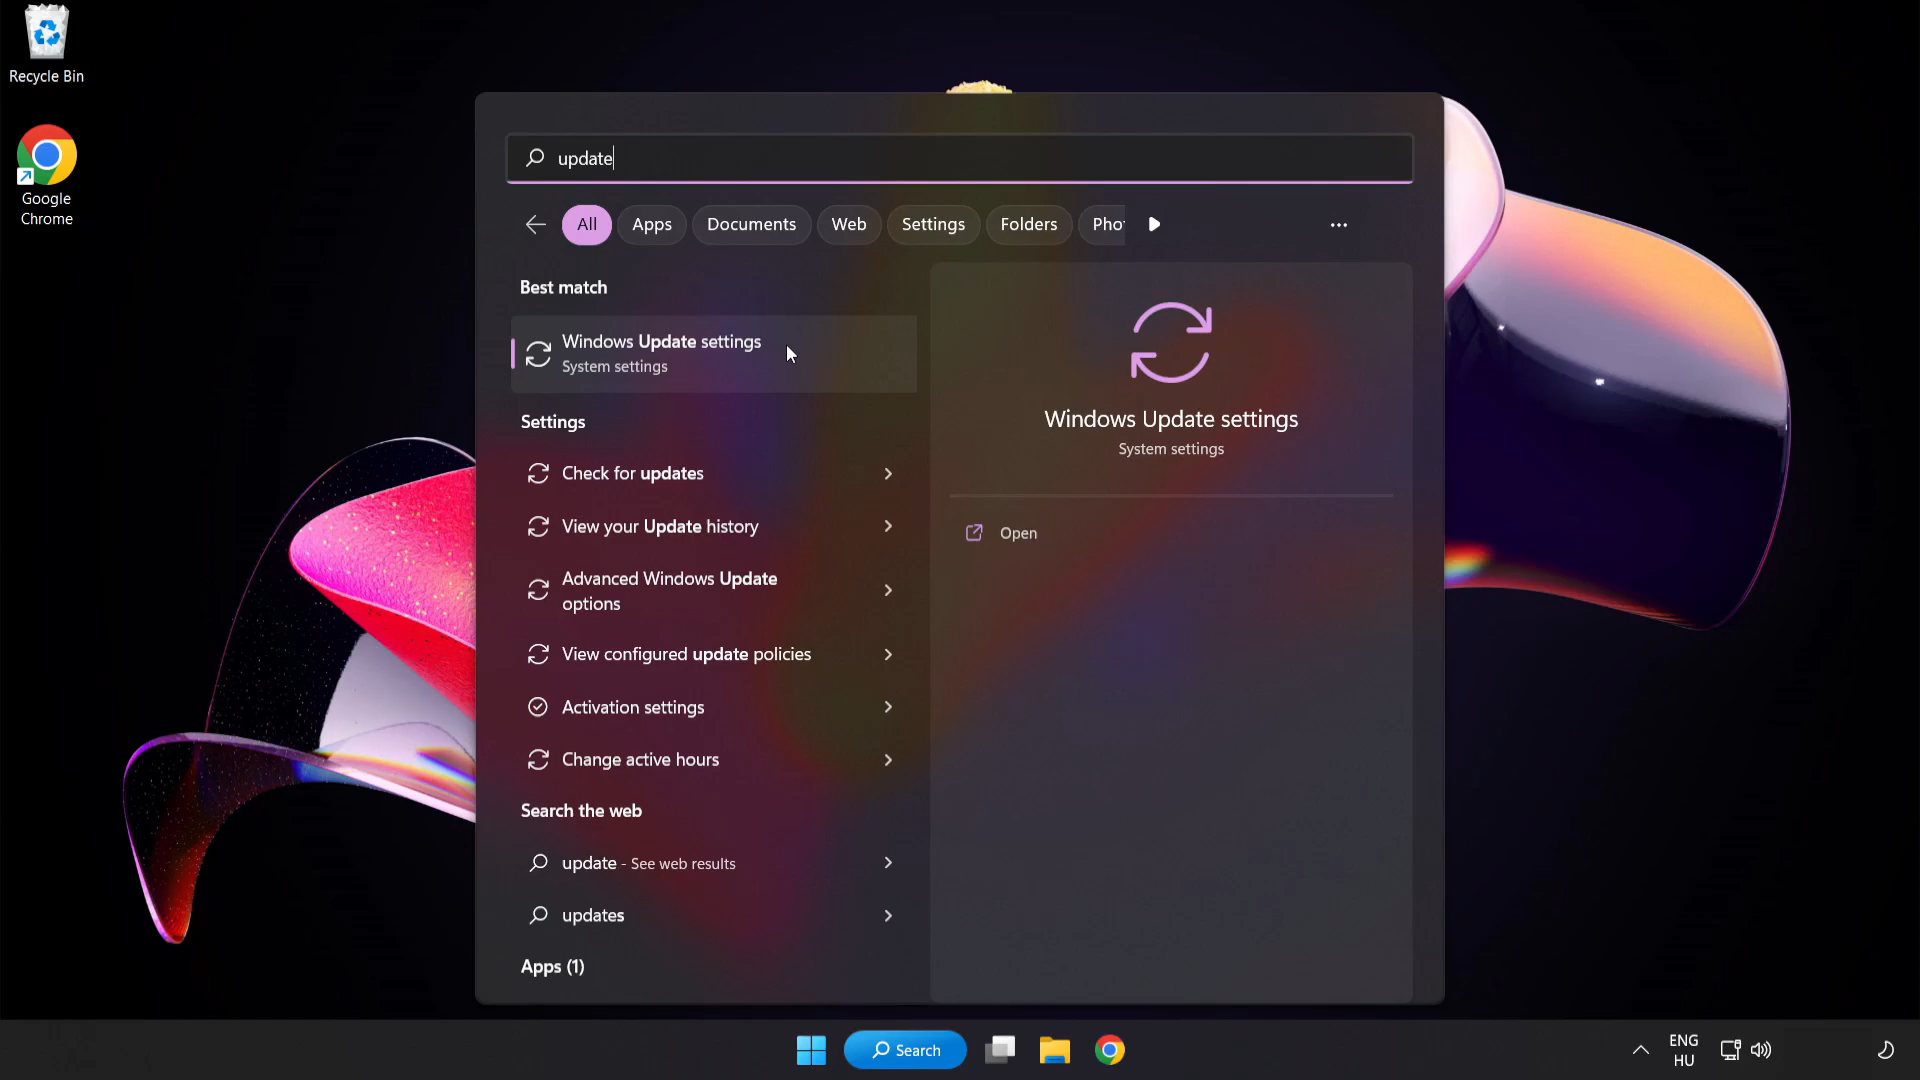 Recycle Bin
Google
Chrome
update
All
Apps
Documents
Web
Settings
Folders
Phot
Best match
Windows Update settings
System settings
Settings
Check for updates
View your Update history
Advanced Windows Update
options
View configured update policies
Activation settings
Change active hours
Search the web
update - See web results
updates
Apps (1)
Windows Update settings
System settings
Open
Search
ENG
HU